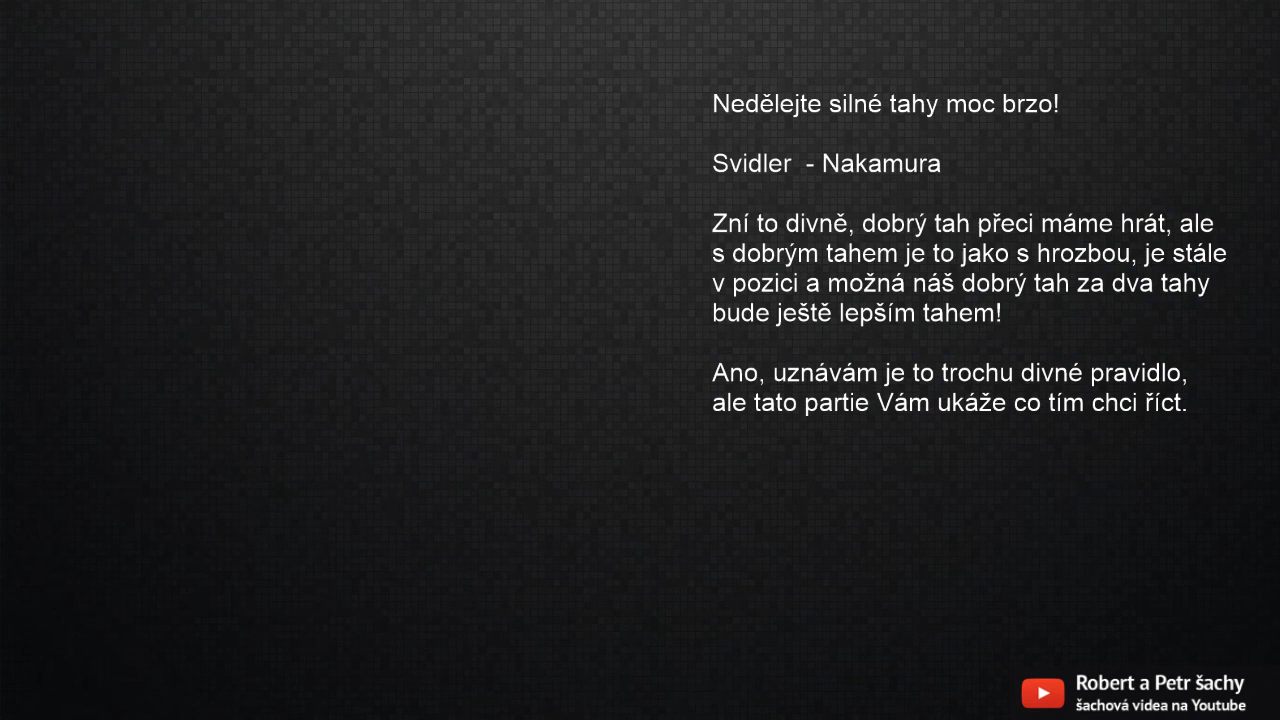 Nedělejte silné tahy moc brzo!
Svidler - Nakamura
Zní to divně, dobrý tah přeci máme hrát, ale
s dobrým tahem je to jako s hrozbou, je stále
v pozici a možná náš dobrý tah za dva tahy
bude ještě lepším tahem!
Ano, uznávám je to trochu divné pravidlo,
ale tato partie Vám ukáže co tím chci říct.
Robert a Petr šachy
šachová videa na Youtube